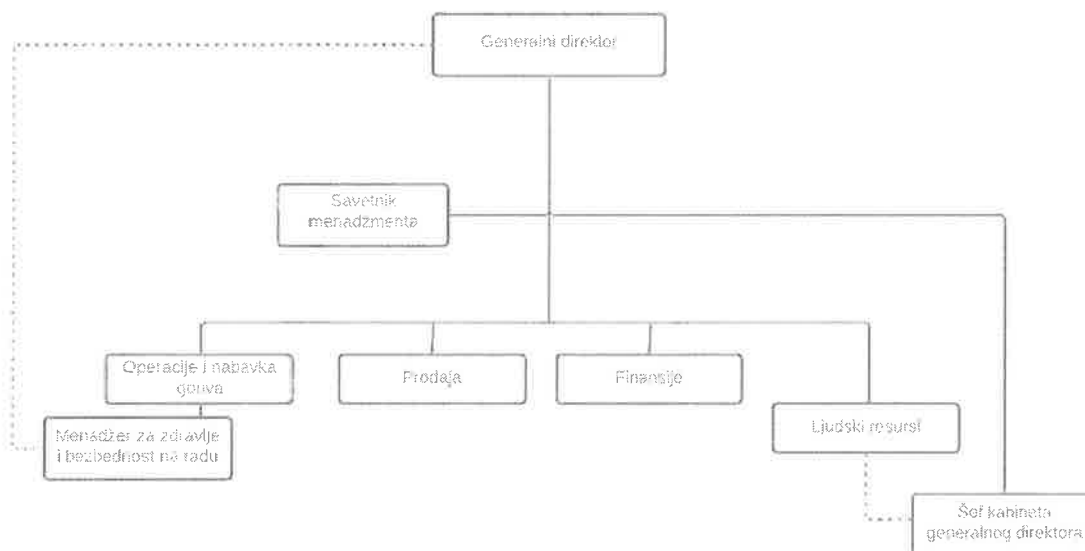 Generalni direktor
Savetnik
menadžmenta
Operacije i nabavka
goriva
Prodaja
Finansije
Menadžer za zdravlje
i bezbednost na radu
Ljudski resursi
Šef kabineta
generalnog direktora